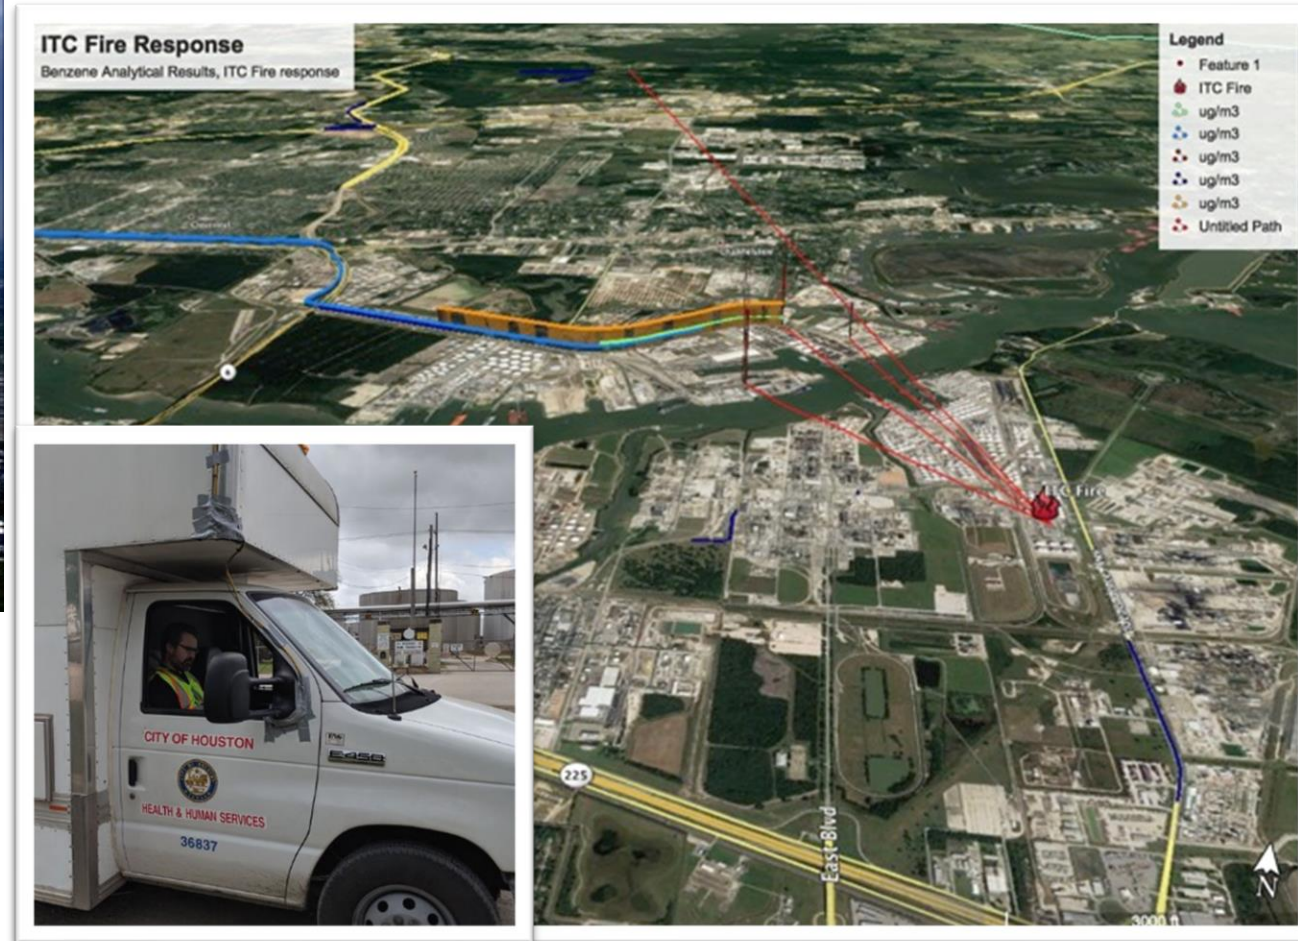 ITC Fire Response
Benzene Analytical Results, ITC Fire response
Legend
Feature 1
ITC Fire
ug/m3
ug/m3
ug/m3
ug/m3
ug/m3
Untitled Path
ITC Fire
225
East Blvd
3000 ft
N
CITY OF HOUSTON
E450
HEALTH & HUMAN SERVICES
36837